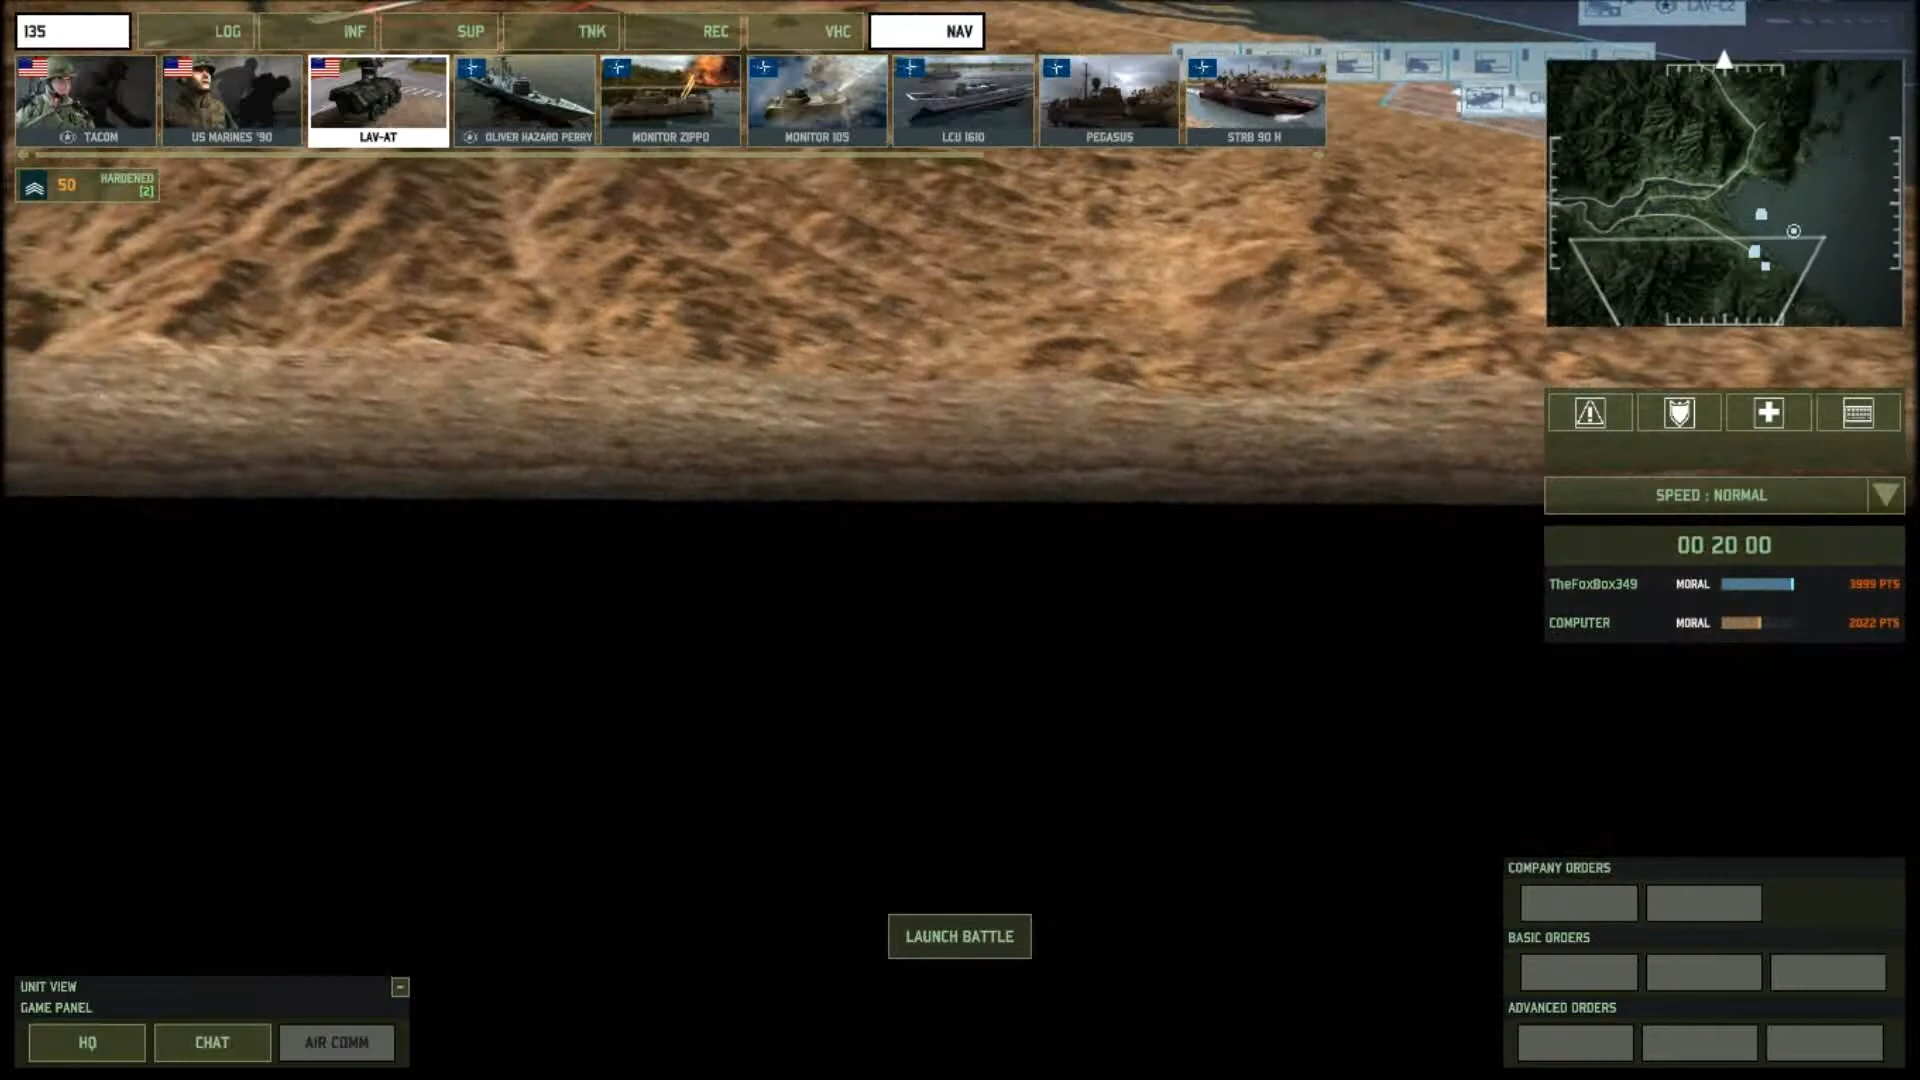 135
LOG
INF
SUP
TNK
REC
VHC
NAV
LAV-C2
TACOM
US MARINES '90
LAV-AT
OLIVER HAZARD PERRY
MONITOR ZIPPO
MONITOR 105
LCU 1610
PEGASUS
STRB 90 H
CH
50
HARDENED
[2]
SPEED : NORMAL
00 20 00
TheFoxBox349 MORAL 3999 PTS
COMPUTER MORAL 2022 PTS
COMPANY ORDERS
BASIC ORDERS
ADVANCED ORDERS
LAUNCH BATTLE
UNIT VIEW
-
GAME PANEL
HQ
CHAT
AIR COMM